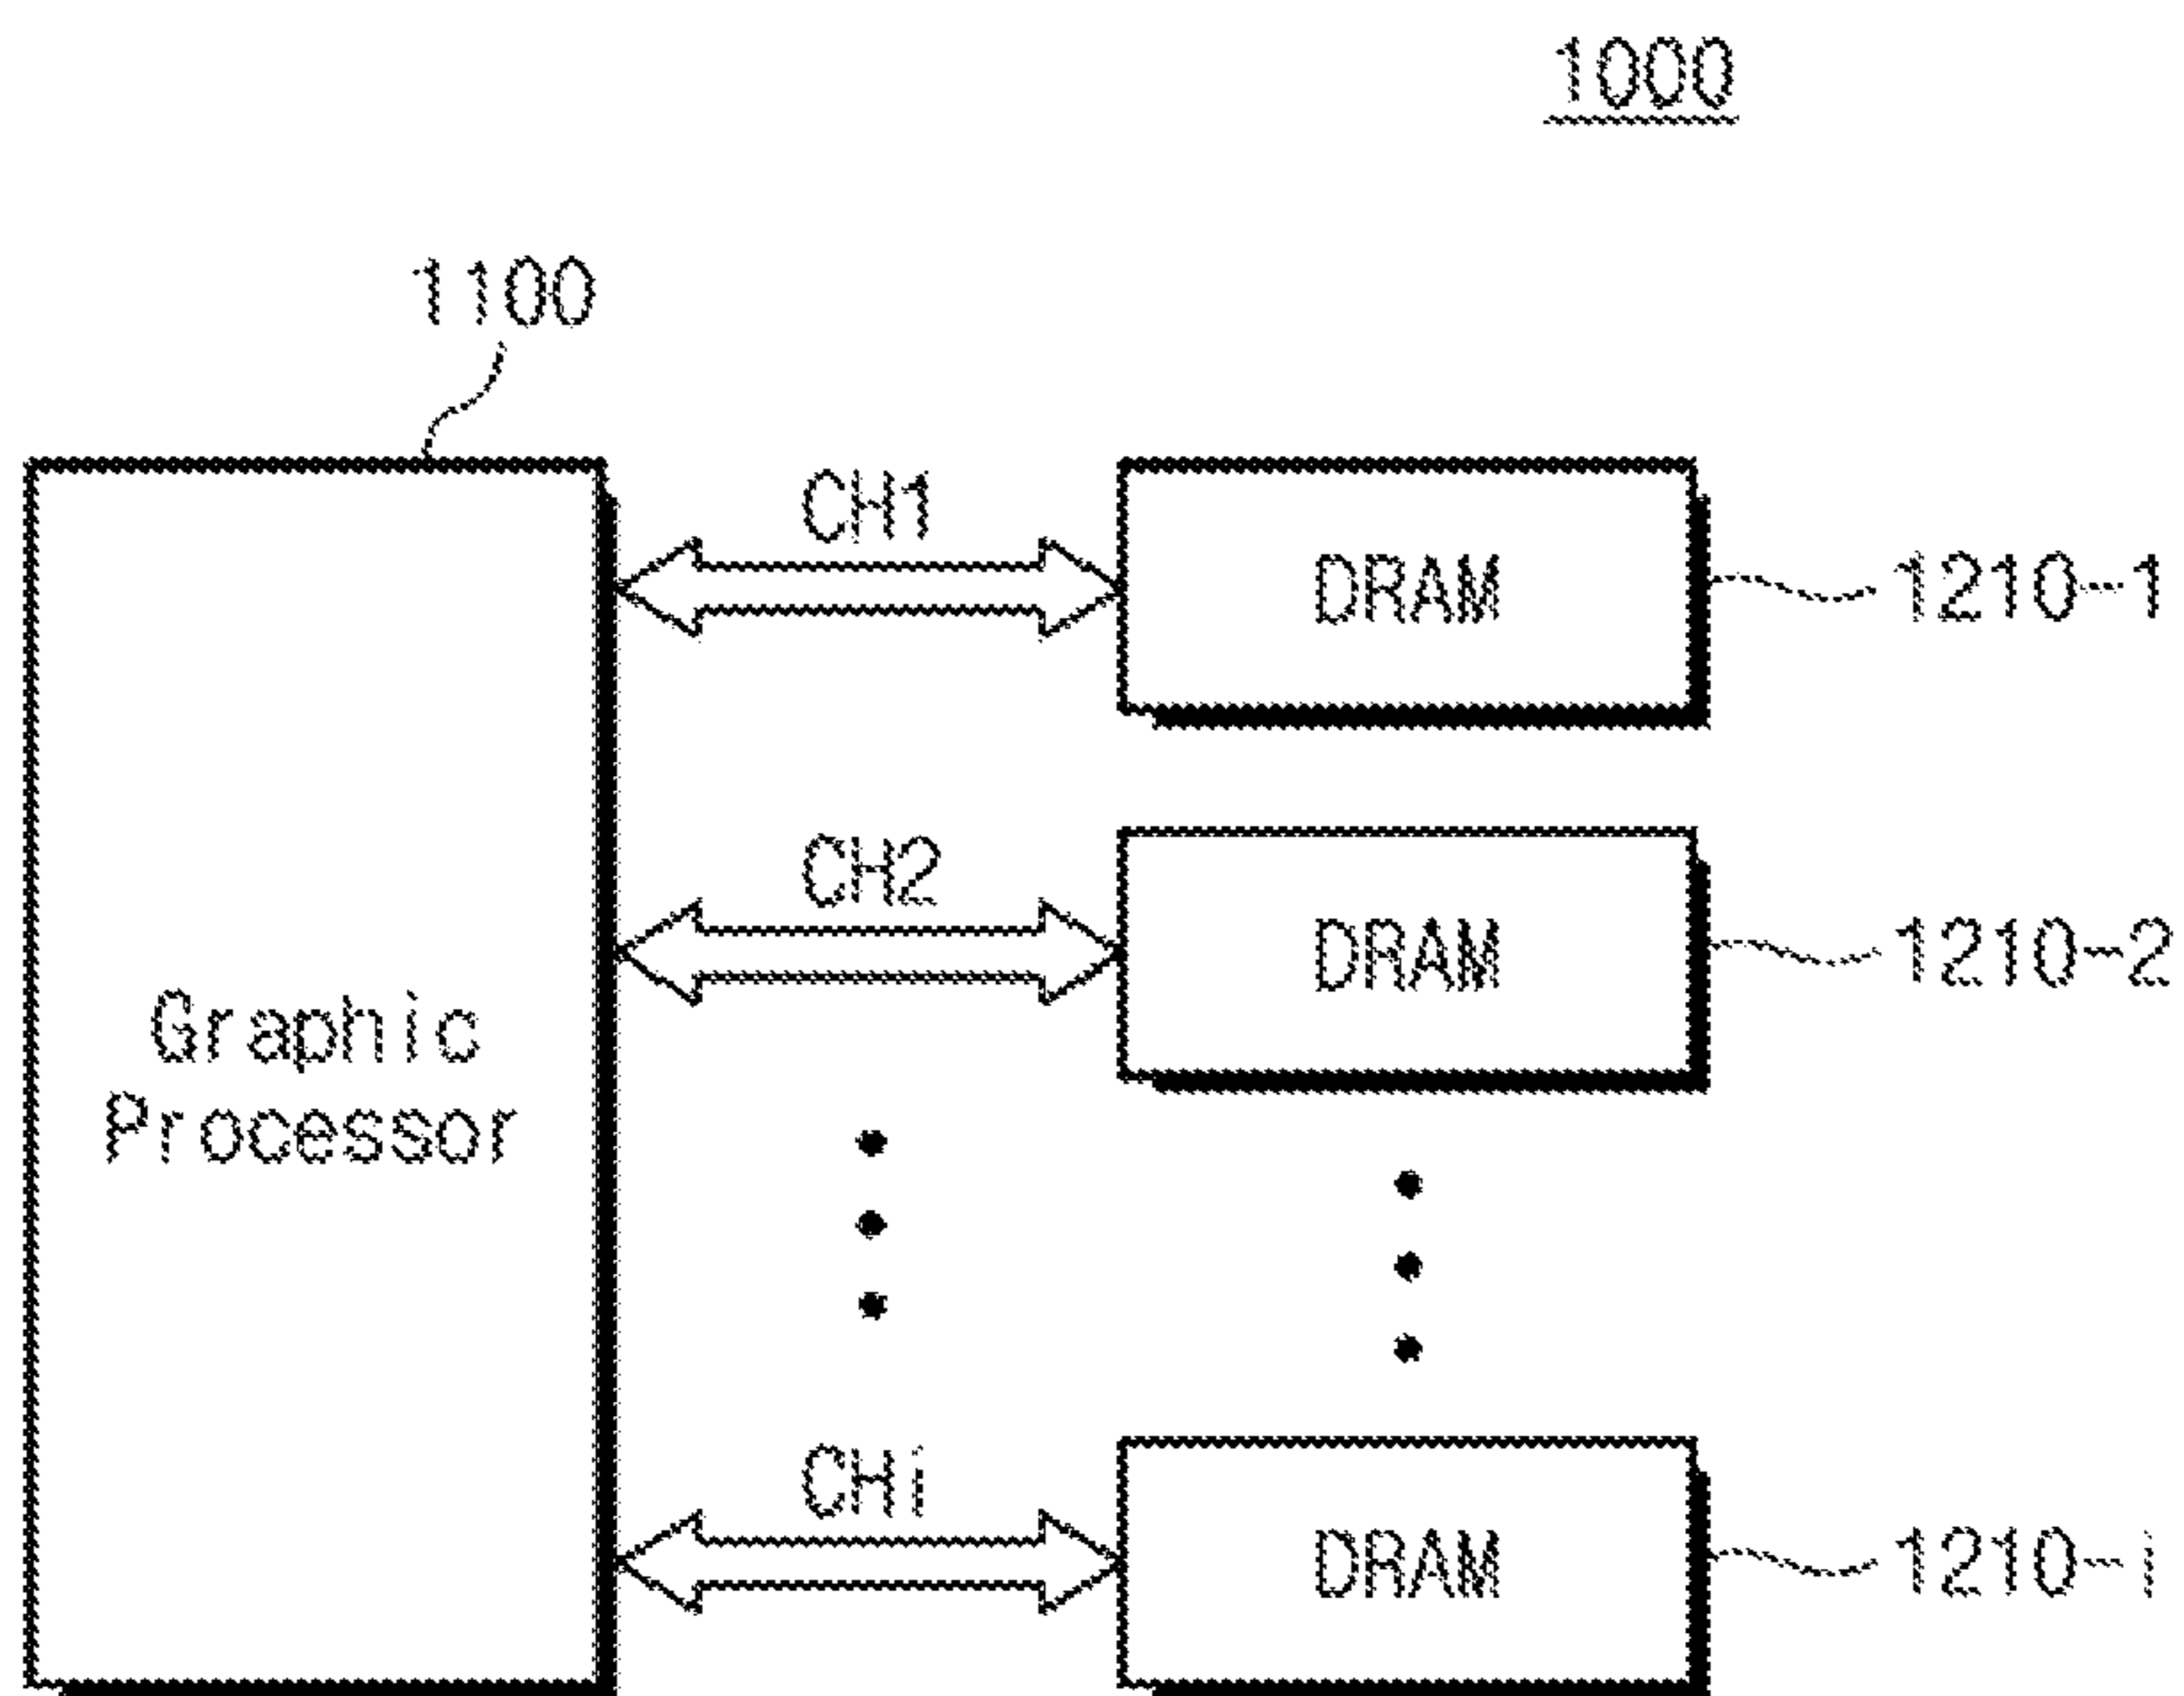 1000
1100
CH1
DRAM
1210-1
CH2
DRAM
1210-2
Graphic
Processor
CHi
DRAM
1210-i